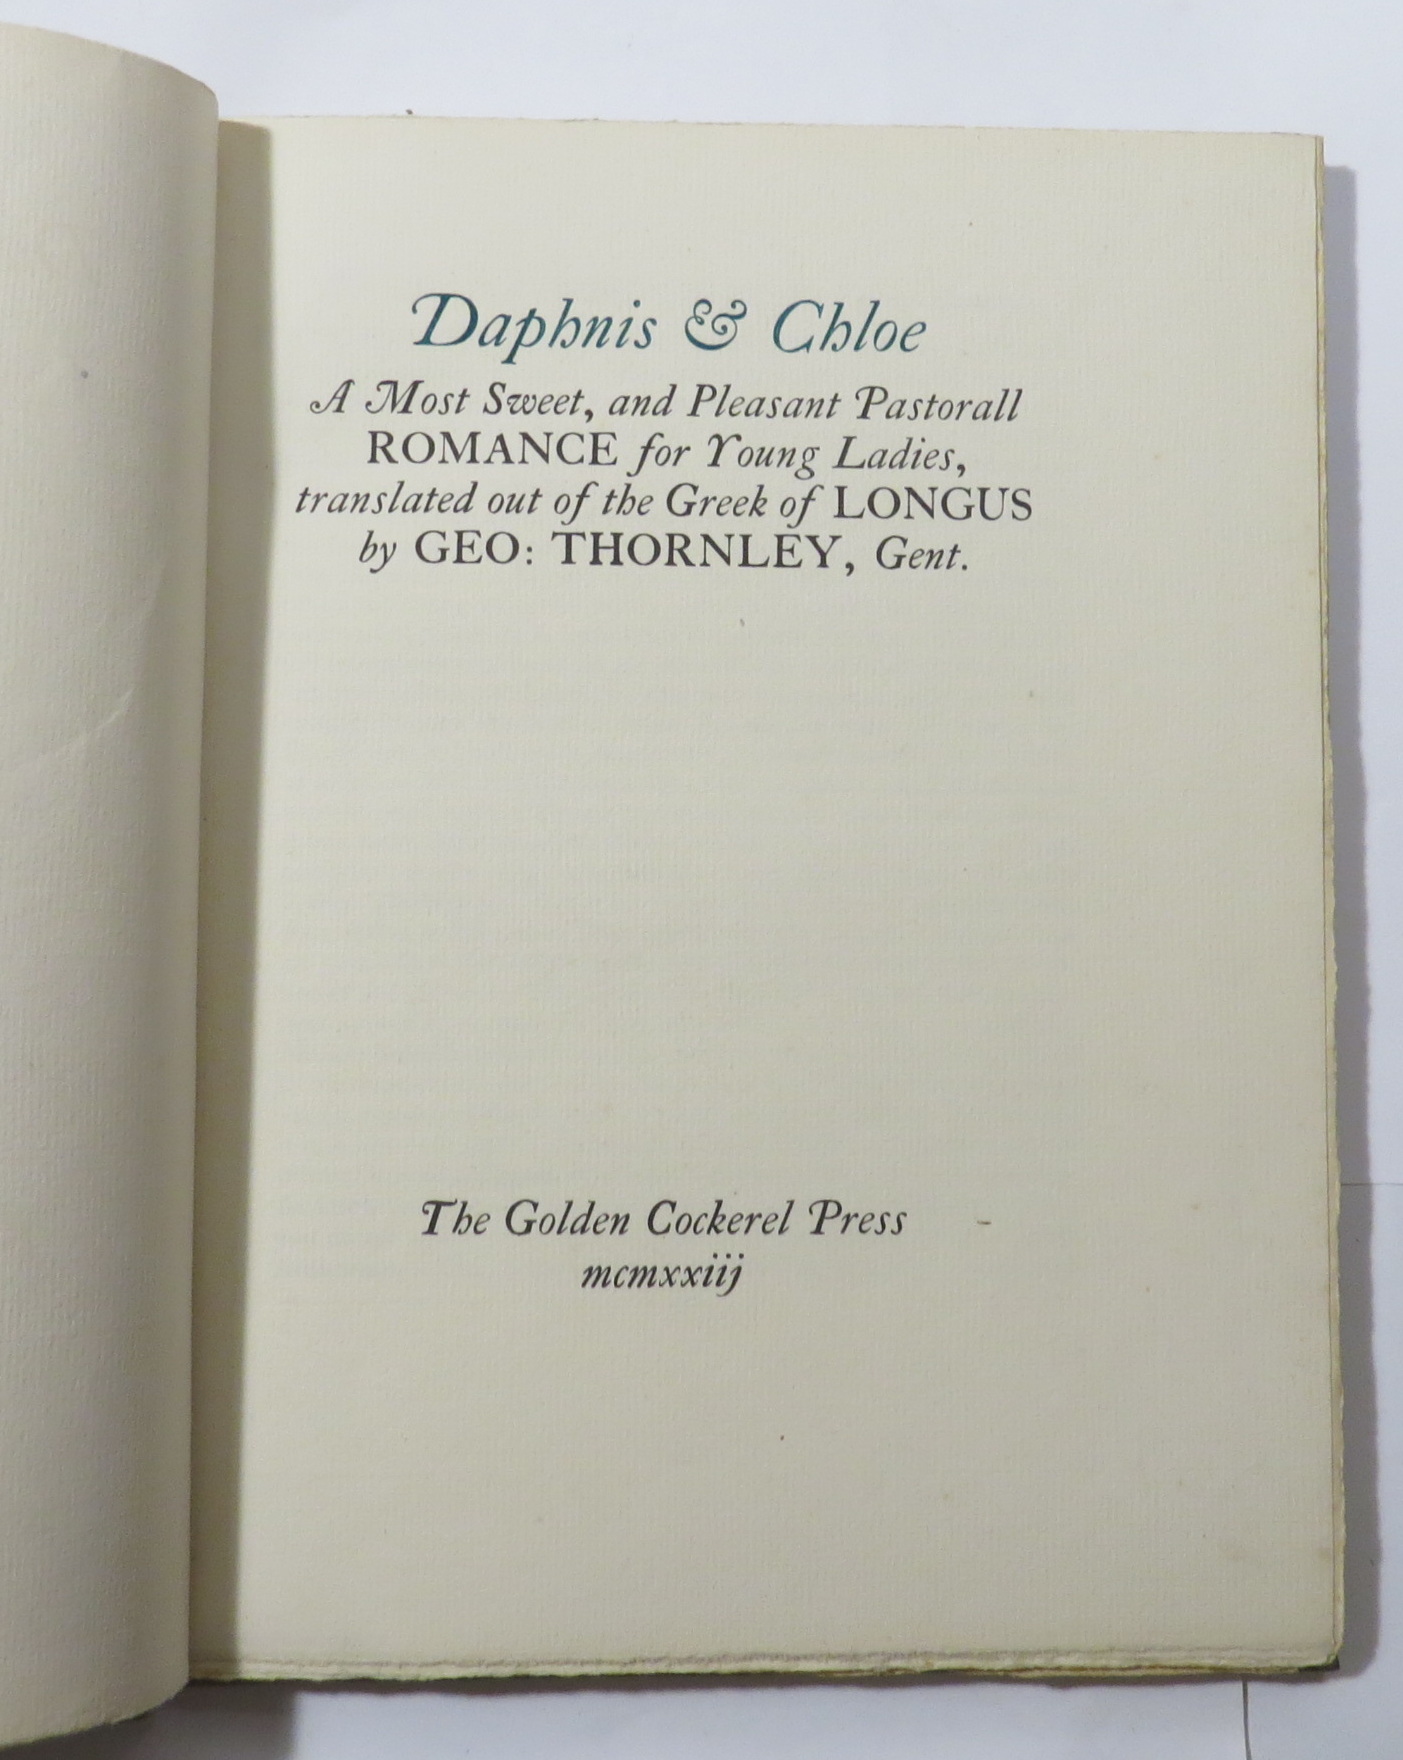 Daphnis & Chloe
A Most Sweet, and Pleasant Pastorall
ROMANCE for Young Ladies,
translated out of the Greek of LONGUS
by GEO: THORNLEY, Gent.
The Golden Cockerel Press
mcmxxiij